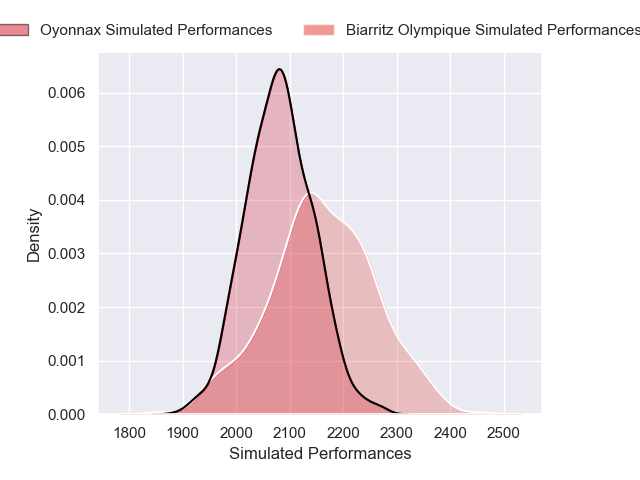 Oyonnax Simulated Performances
Biarritz Olympique Simulated Performances
0.006
0.005
0.004
0.003
0.002
0.001
0.000
Density
1800 1900 2000 2100 2200 2300 2400 2500
Simulated Performances